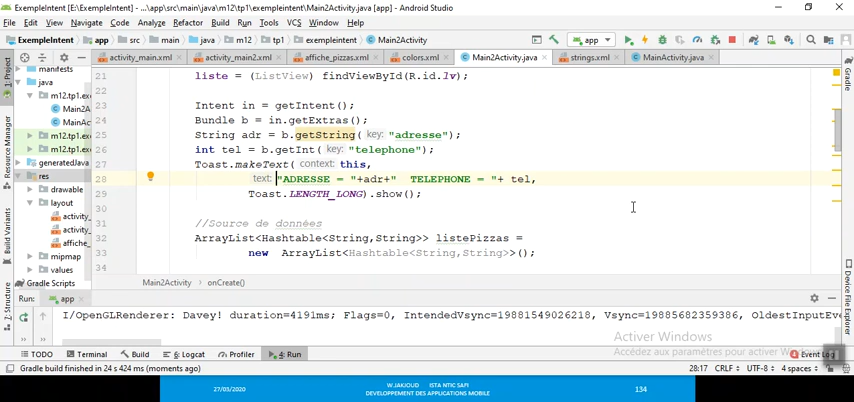 ExempleIntent [E:\ExempleIntent] - ...\app\src\main\java\m12\tp1\exempleintent\Main2Activity.java [app] - Android Studio
File Edit View Navigate Code Analyze Refactor Build Run Tools VCS Window Help
ExempleIntent app src main java m12 tp1 exempleintent Main2Activity app
activity_main.xml activity_main2.xml affiche_pizzas.xml colors.xml Main2Activity.java strings.xml MainActivity.java
1: Project
Resource Manager
Build Variants
7: Structure
manifests
java
m12.tp1.exe
Main2A
MainAc
m12.tp1.exe
m12.tp1.exe
generatedJava
res
drawable
layout
activity_
activity_
affiche_
mipmap
values
Gradle Scripts
21 liste = (ListView) findViewById(R.id.lv);
22
23 Intent in = getIntent();
24 Bundle b = in.getExtras();
25 String adr = b.getString( key: "adresse");
26 int tel = b.getInt( key: "telephone");
27 Toast.makeText( context: this,
28 text: "ADRESSE = "+adr+" TELEPHONE = "+ tel,
29 Toast.LENGTH_LONG).show();
30
31 //Source de données
32 ArrayList<Hashtable<String,String>> listePizzas =
33 new ArrayList<Hashtable<String,String>>();
34
Main2Activity › onCreate()
Gradle
Device File Explorer
Run: app
I/OpenGLRenderer: Davey! duration=4191ms; Flags=0, IntendedVsync=19881549026218, Vsync=19885682359386, OldestInputEve
Activer Windows
Accédez aux paramètres pour activer
TODO Terminal Build 6: Logcat Profiler 4: Run Event Log
Gradle build finished in 24 s 424 ms (moments ago) 28:17 CRLF UTF-8 4 spaces
27/03/2020
W.JAKJOUD ISTA NTIC SAFI
DEVELOPPEMENT DES APPLICATIONS MOBILE
134